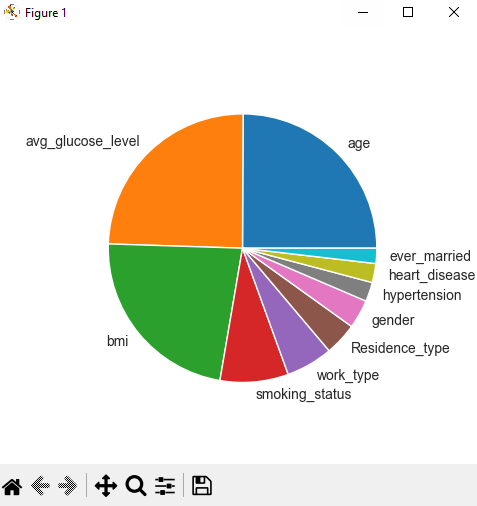 Figure 1
avg_glucose_level
age
ever_married
heart_disease
hypertension
gender
bmi
Residence_type
work_type
smoking_status